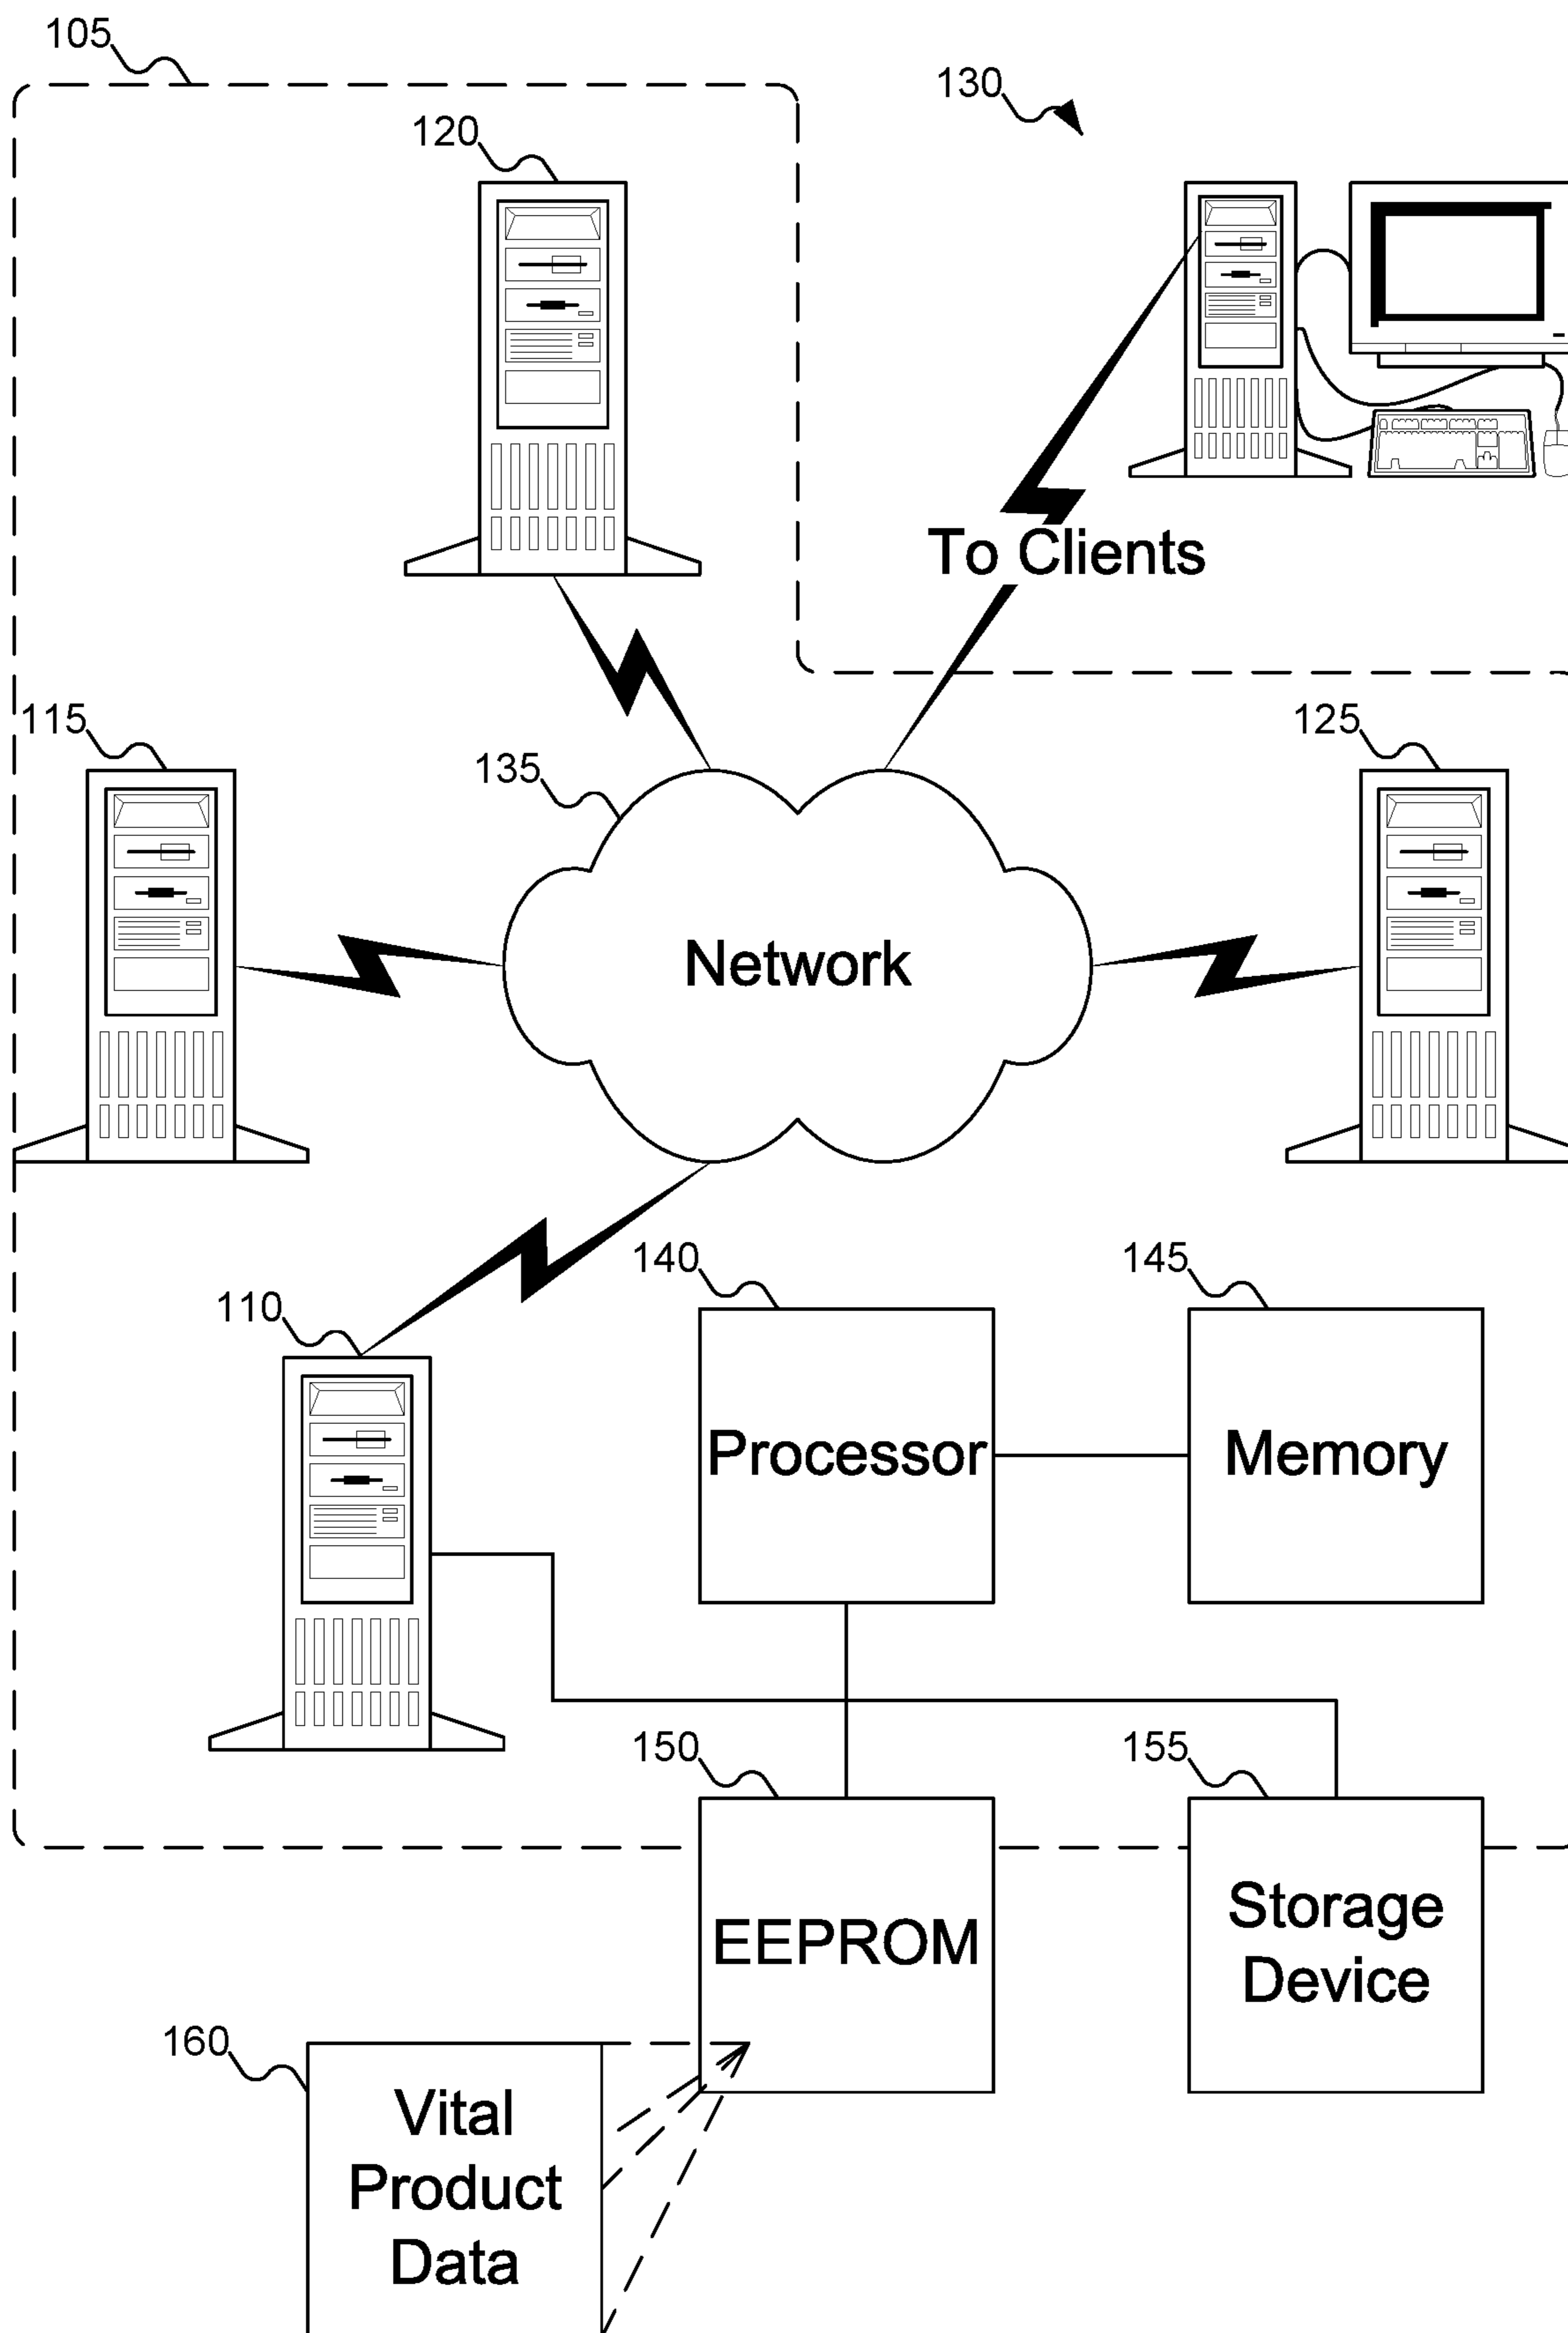 105
130
120
To Clients
115
125
135
Network
140
145
110
Processor
Memory
150
155
EEPROM
Storage
Device
160
Vital
Product
Data